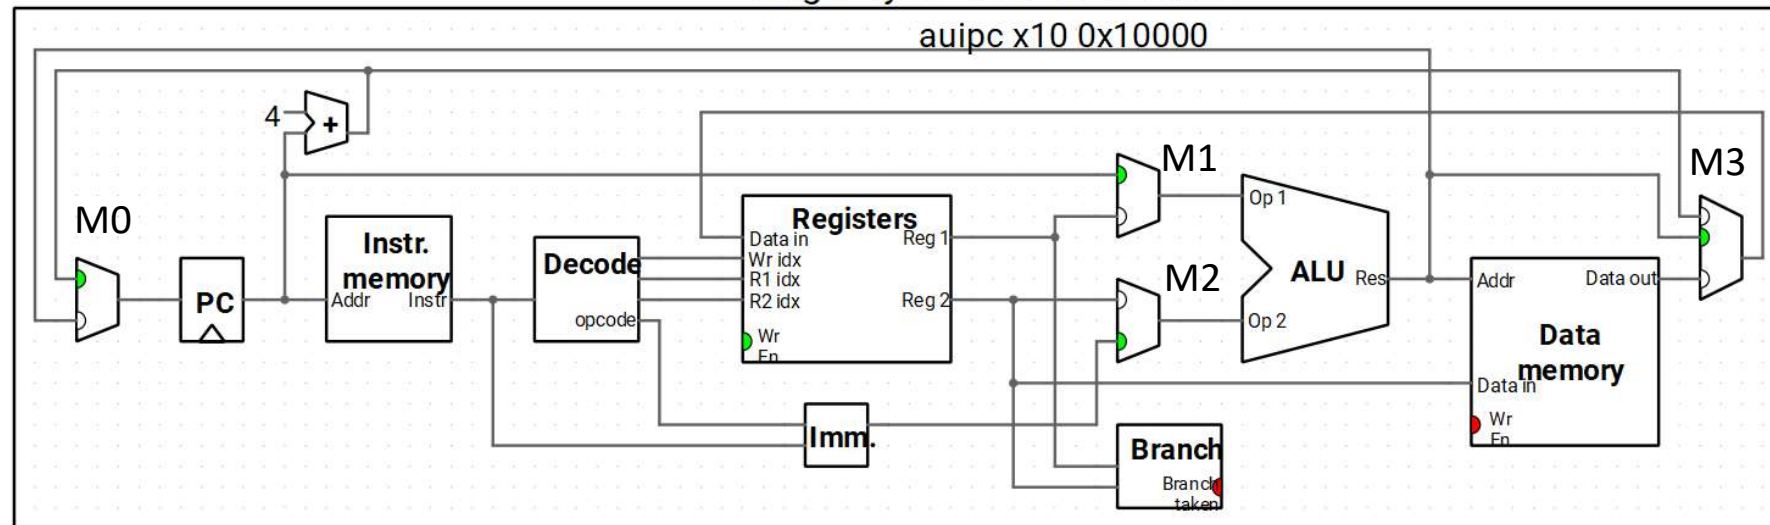 auipc x10 0x10000
4
+
M0
PC
Instr.
memory
Addr
Instr
Decode
opcode
Registers
Data in
Wr idx
R1 idx
R2 idx
Wr
En
Reg 1
Reg 2
Imm.
M1
M2
Op 1
Op 2
ALU
Res
Branch
Branch
taken
Addr
Data out
Data
memory
Data in
Wr
En
M3